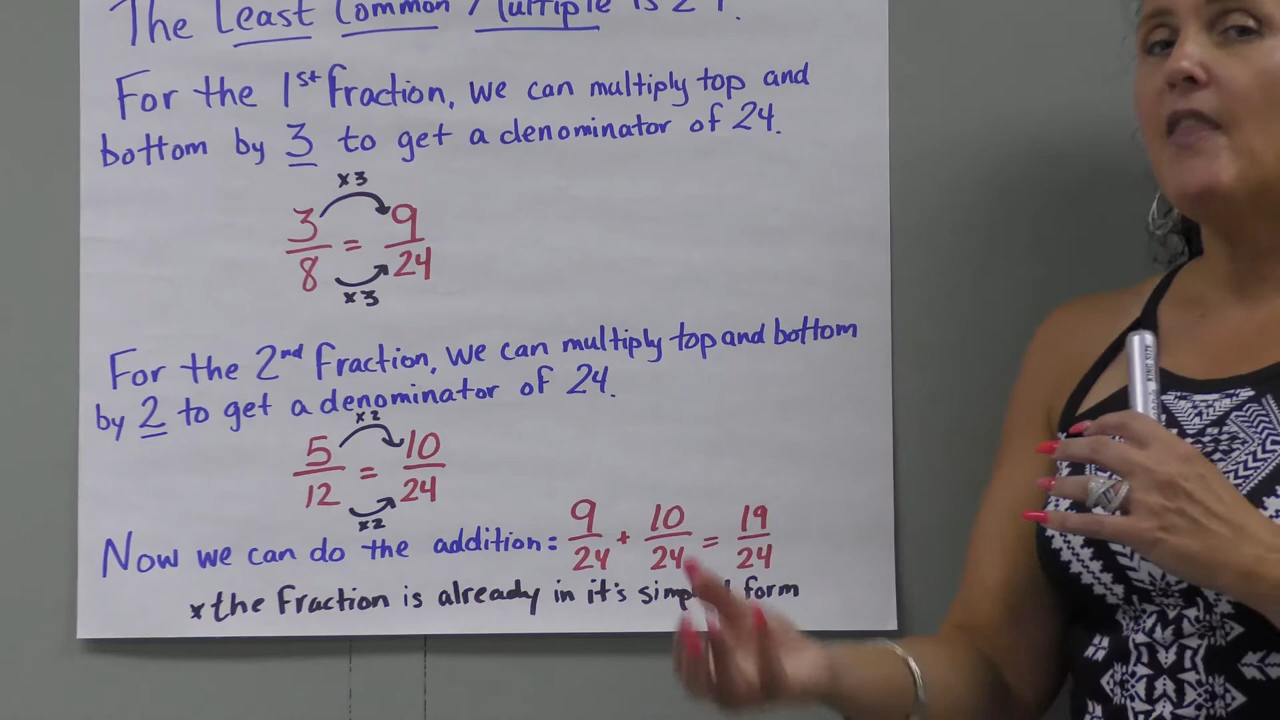 The Least Common Multiple is 24.
For the 1st Fraction, we can multiply top and
bottom by 3 to get a denominator of 24.
x3
3/8 = 9/24
x3
For the 2nd Fraction, we can multiply top and bottom
by 2 to get a denominator of 24.
x2
5/12 = 10/24
x2
Now we can do the addition: 9/24 + 10/24 = 19/24
*the Fraction is already in it's form
KING SIZE